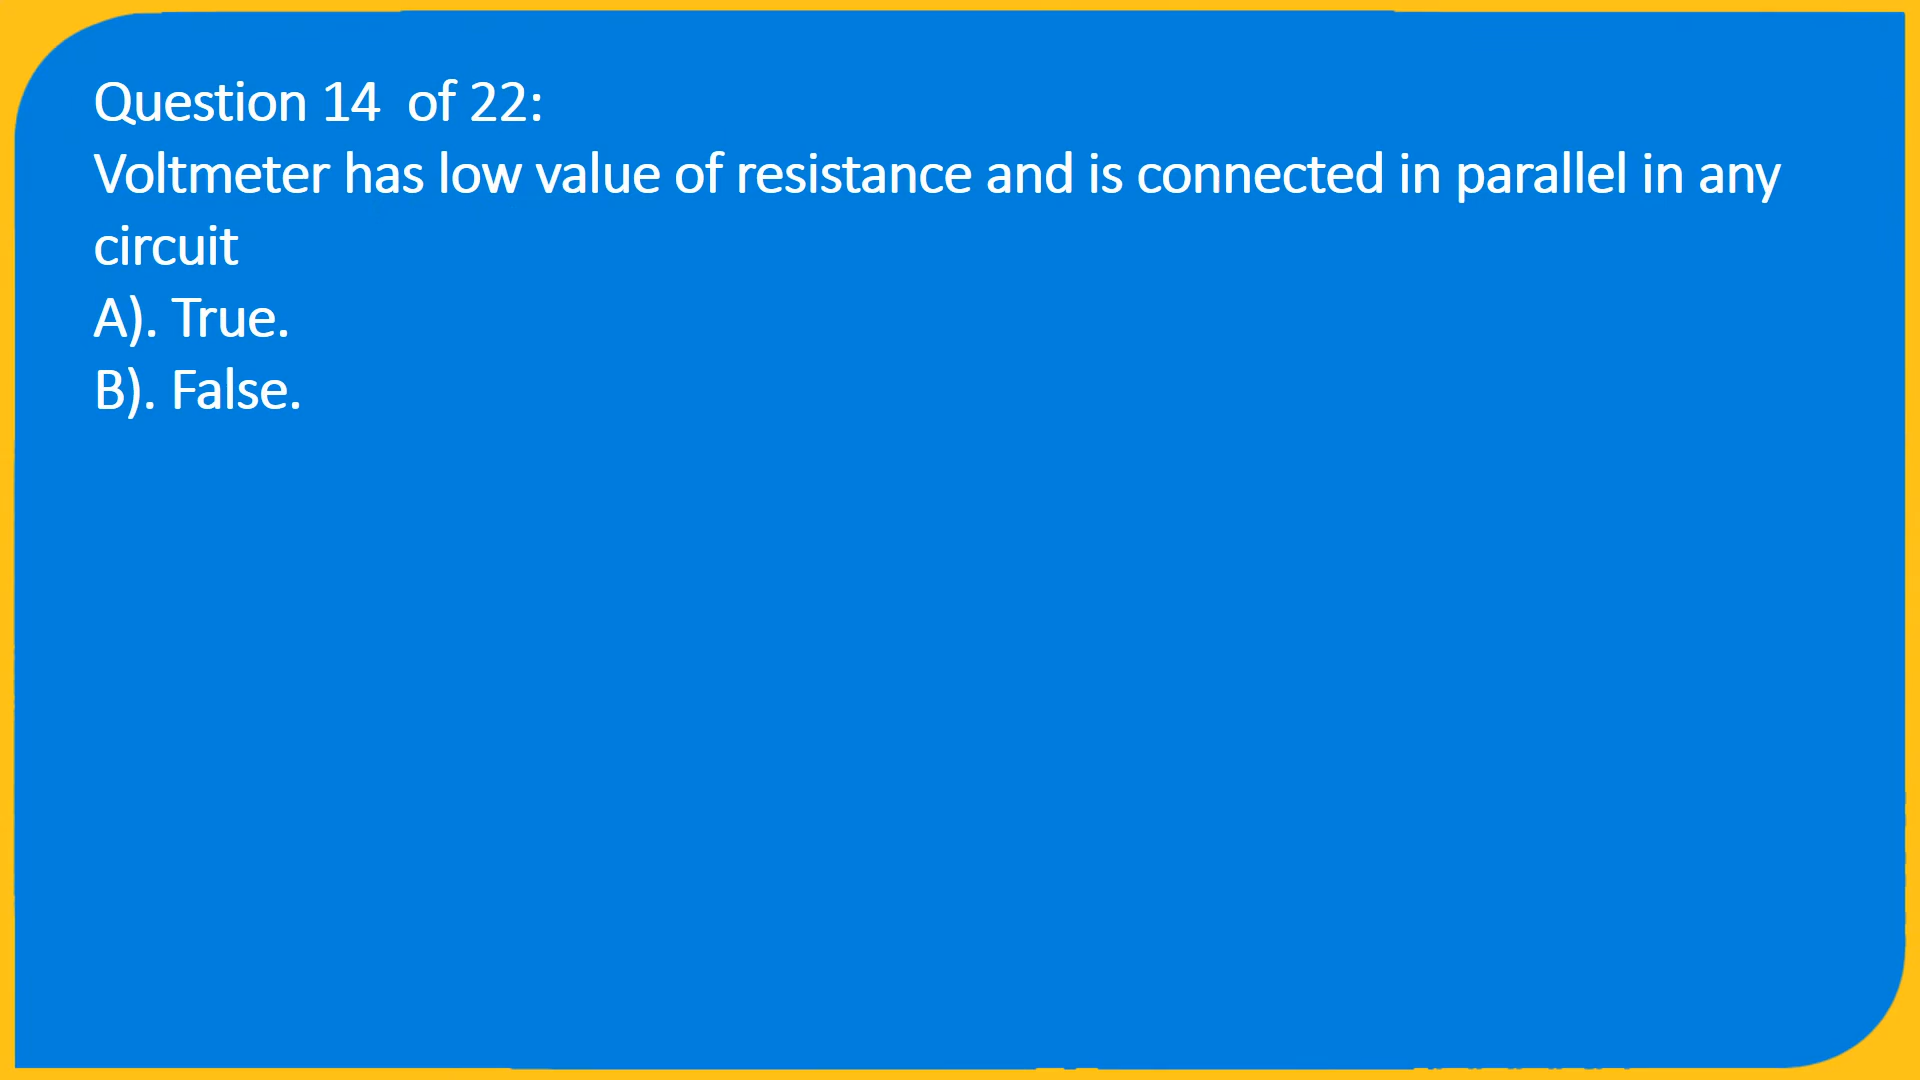 Question 14  of 22:
Voltmeter has low value of resistance and is connected in parallel in any
circuit
A). True.
B). False.